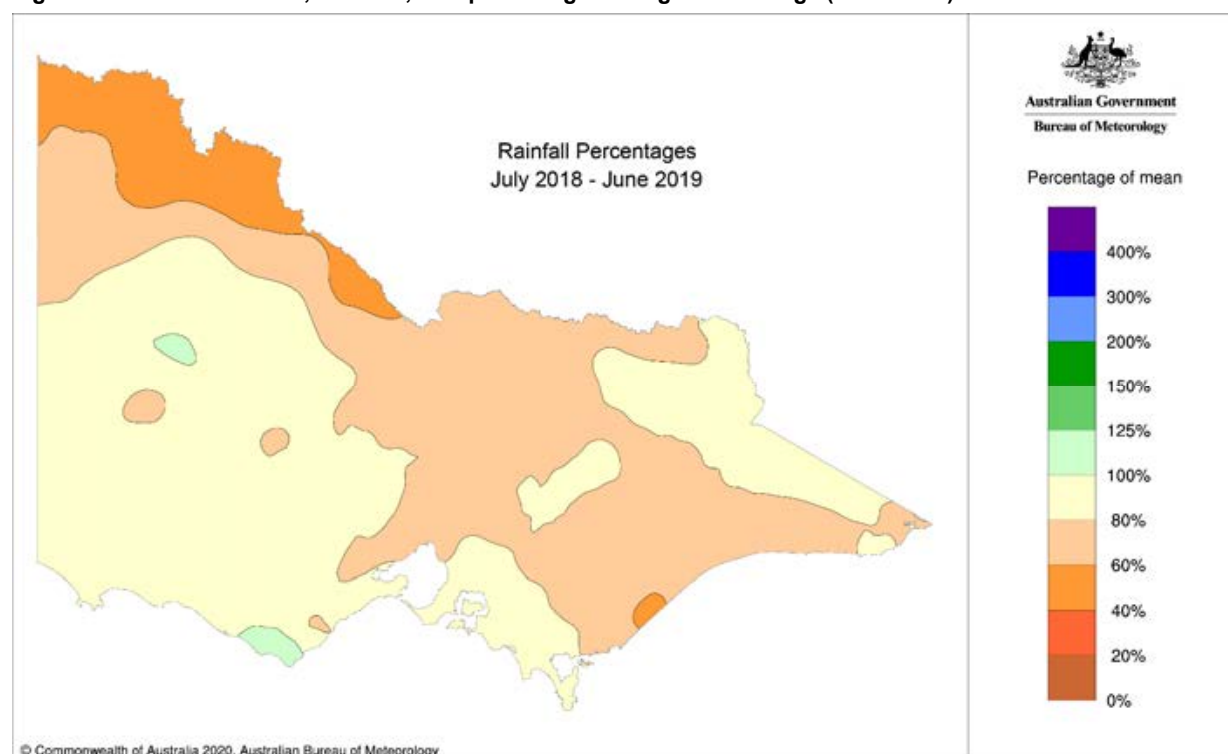 Rainfall Percentages
July 2018 - June 2019
Australian Government
Bureau of Meteorology
Percentage of mean
400%
300%
200%
150%
125%
100%
80%
60%
40%
20%
0%
© Commonwealth of Australia 2020, Australian Bureau of Meteorology